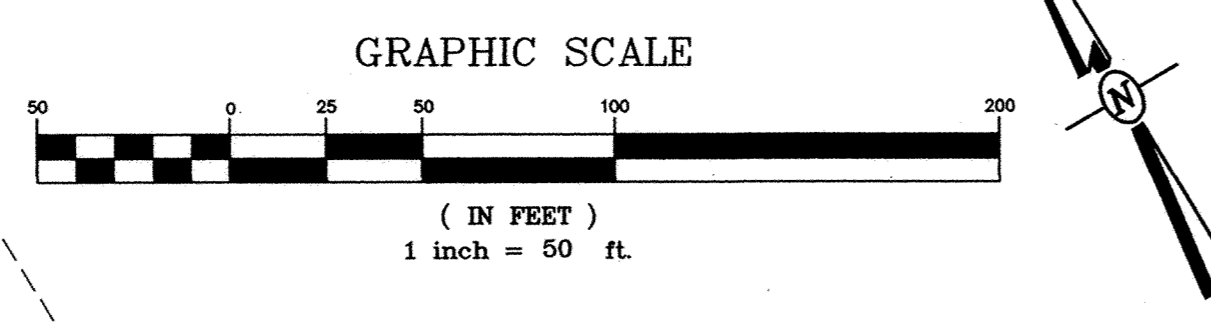 GRAPHIC SCALE
50 0 25 50 100 200
( IN FEET )
1 inch = 50 ft.
N